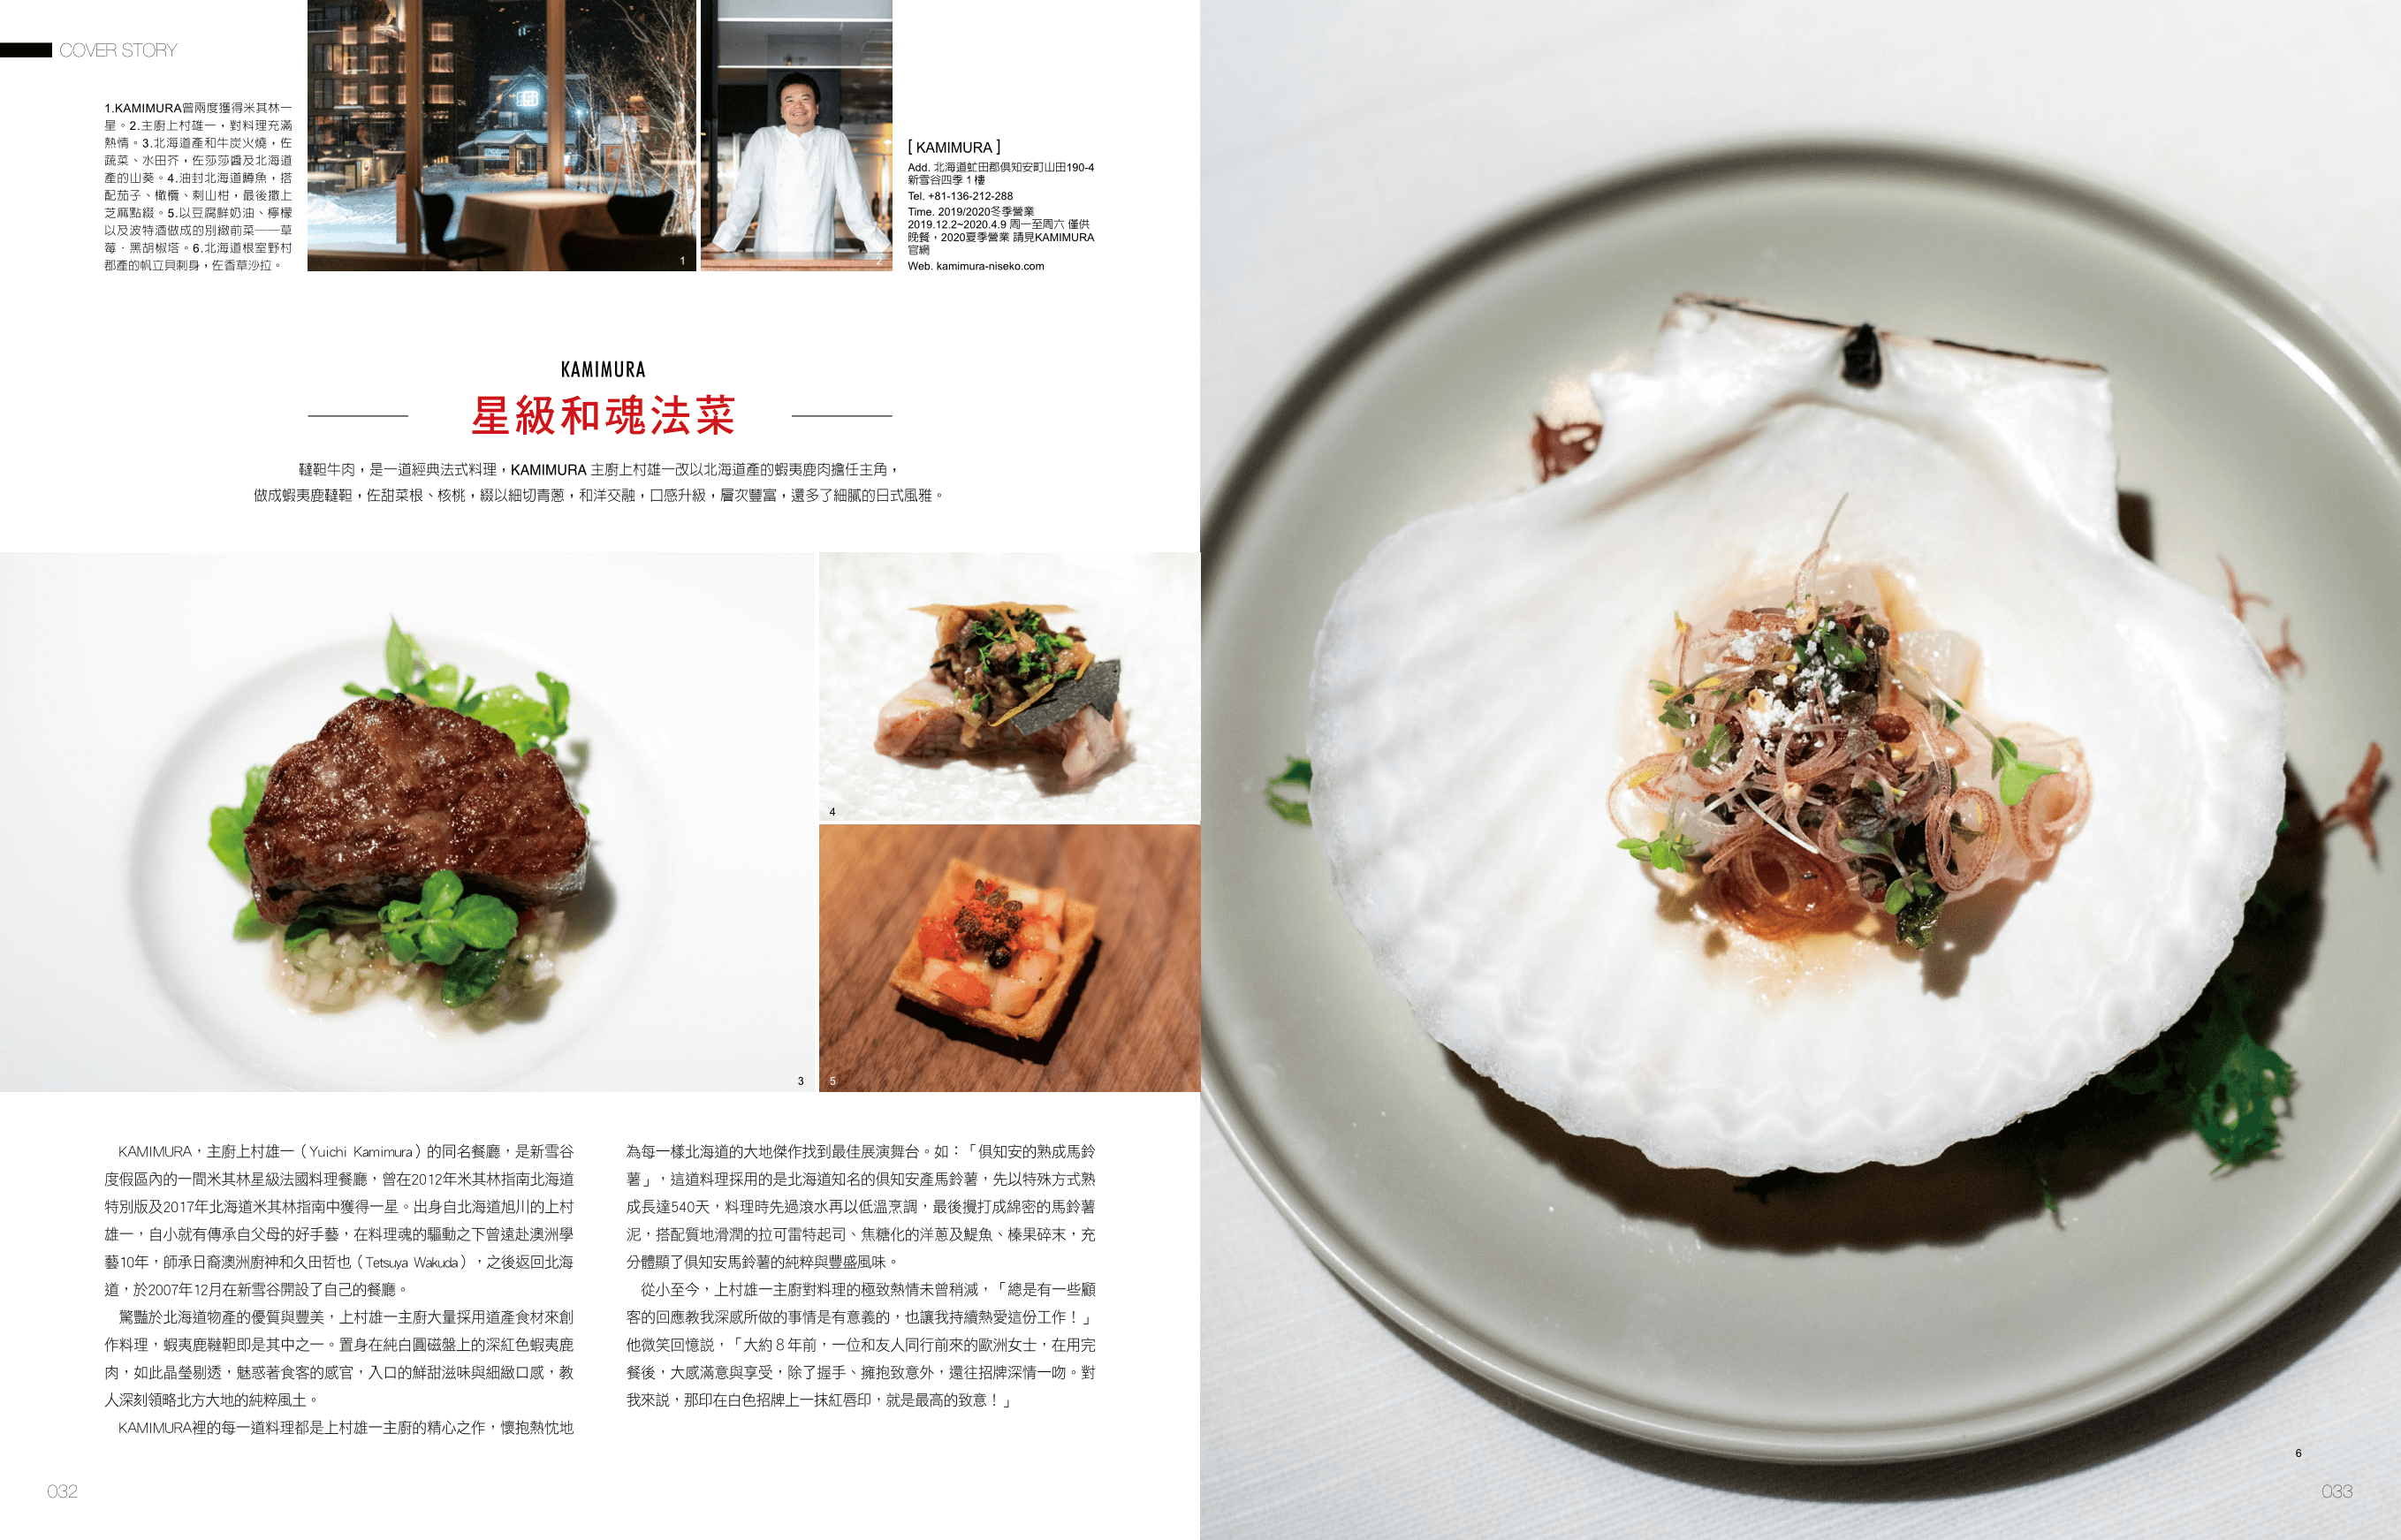 COVER STORY
1.KAMIMURA曾兩度獲得米其林一
星。2.主廚上村雄一，對料理充滿
熱情。3.北海道產和牛炭火燒，佐
蔬菜、水田芥，佐莎莎醬及北海道
產的山葵。4.油封北海道鱒魚，搭
配茄子、橄欖、刺山柑，最後撒上
芝麻點綴。5.以豆腐鮮奶油、檸檬
以及波特酒做成的別緻前菜——草
莓．黑胡椒塔。6.北海道根室野村
郡產的帆立貝刺身，佐香草沙拉。
1
2
[ KAMIMURA ]
Add. 北海道虻田郡俱知安町山田190-4
新雪谷四季１樓
Tel. +81-136-212-288
Time. 2019/2020冬季營業
2019.12.2~2020.4.9 周一至周六 僅供
晚餐，2020夏季營業 請見KAMIMURA
官網
Web. kamimura-niseko.com
KAMIMURA
星級和魂法菜
韃靼牛肉，是一道經典法式料理，KAMIMURA 主廚上村雄一改以北海道產的蝦夷鹿肉擔任主角，
做成蝦夷鹿韃靼，佐甜菜根、核桃，綴以細切青蔥，和洋交融，口感升級，層次豐富，還多了細膩的日式風雅。
3
4
5
KAMIMURA，主廚上村雄一（Yuichi Kamimura）的同名餐廳，是新雪谷
度假區內的一間米其林星級法國料理餐廳，曾在2012年米其林指南北海道
特別版及2017年北海道米其林指南中獲得一星。出身自北海道旭川的上村
雄一，自小就有傳承自父母的好手藝，在料理魂的驅動之下曾遠赴澳洲學
藝10年，師承日裔澳洲廚神和久田哲也（Tetsuya Wakuda），之後返回北海
道，於2007年12月在新雪谷開設了自己的餐廳。
驚豔於北海道物產的優質與豐美，上村雄一主廚大量採用道產食材來創
作料理，蝦夷鹿韃靼即是其中之一。置身在純白圓磁盤上的深紅色蝦夷鹿
肉，如此晶瑩剔透，魅惑著食客的感官，入口的鮮甜滋味與細緻口感，教
人深刻領略北方大地的純粹風土。
KAMIMURA裡的每一道料理都是上村雄一主廚的精心之作，懷抱熱忱地
為每一樣北海道的大地傑作找到最佳展演舞台。如：「俱知安的熟成馬鈴
薯」，這道料理採用的是北海道知名的俱知安產馬鈴薯，先以特殊方式熟
成長達540天，料理時先過滾水再以低溫烹調，最後攪打成綿密的馬鈴薯
泥，搭配質地滑潤的拉可雷特起司、焦糖化的洋蔥及鯷魚、榛果碎末，充
分體顯了俱知安馬鈴薯的純粹與豐盛風味。
從小至今，上村雄一主廚對料理的極致熱情未曾稍減，「總是有一些顧
客的回應教我深感所做的事情是有意義的，也讓我持續熱愛這份工作！」
他微笑回憶說，「大約８年前，一位和友人同行前來的歐洲女士，在用完
餐後，大感滿意與享受，除了握手、擁抱致意外，還往招牌深情一吻。對
我來說，那印在白色招牌上一抹紅唇印，就是最高的致意！」
6
032
033